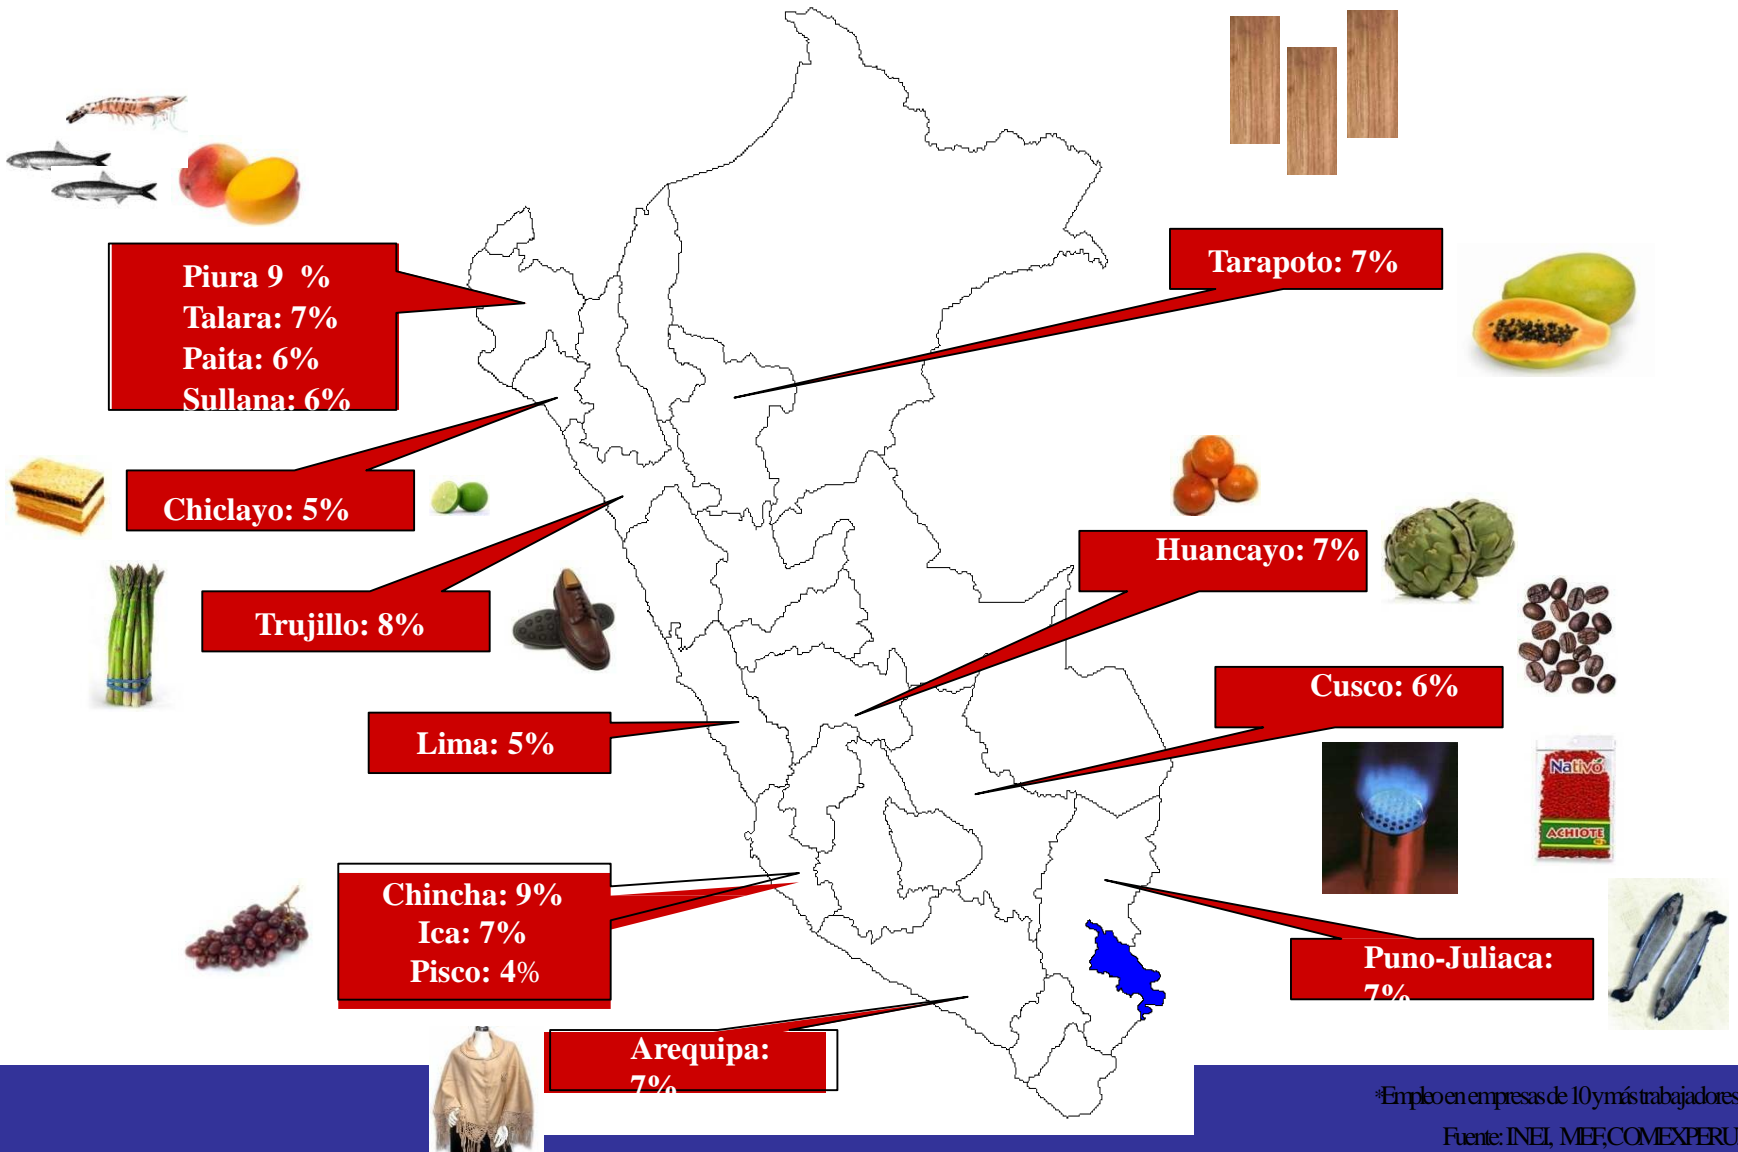 Piura 9 %
Talara: 7%
Paita: 6%
Sullana: 6%
Tarapoto: 7%
Chiclayo: 5%
Trujillo: 8%
Huancayo: 7%
Lima: 5%
Cusco: 6%
Nativo
ACHIOTE
Chincha: 9%
Ica: 7%
Pisco: 4%
Puno-Juliaca:
7%
Arequipa:
7%
*Empleo en empresas de 10 y más trabajadores
Fuente: INEI, MEF,COMEXPERU